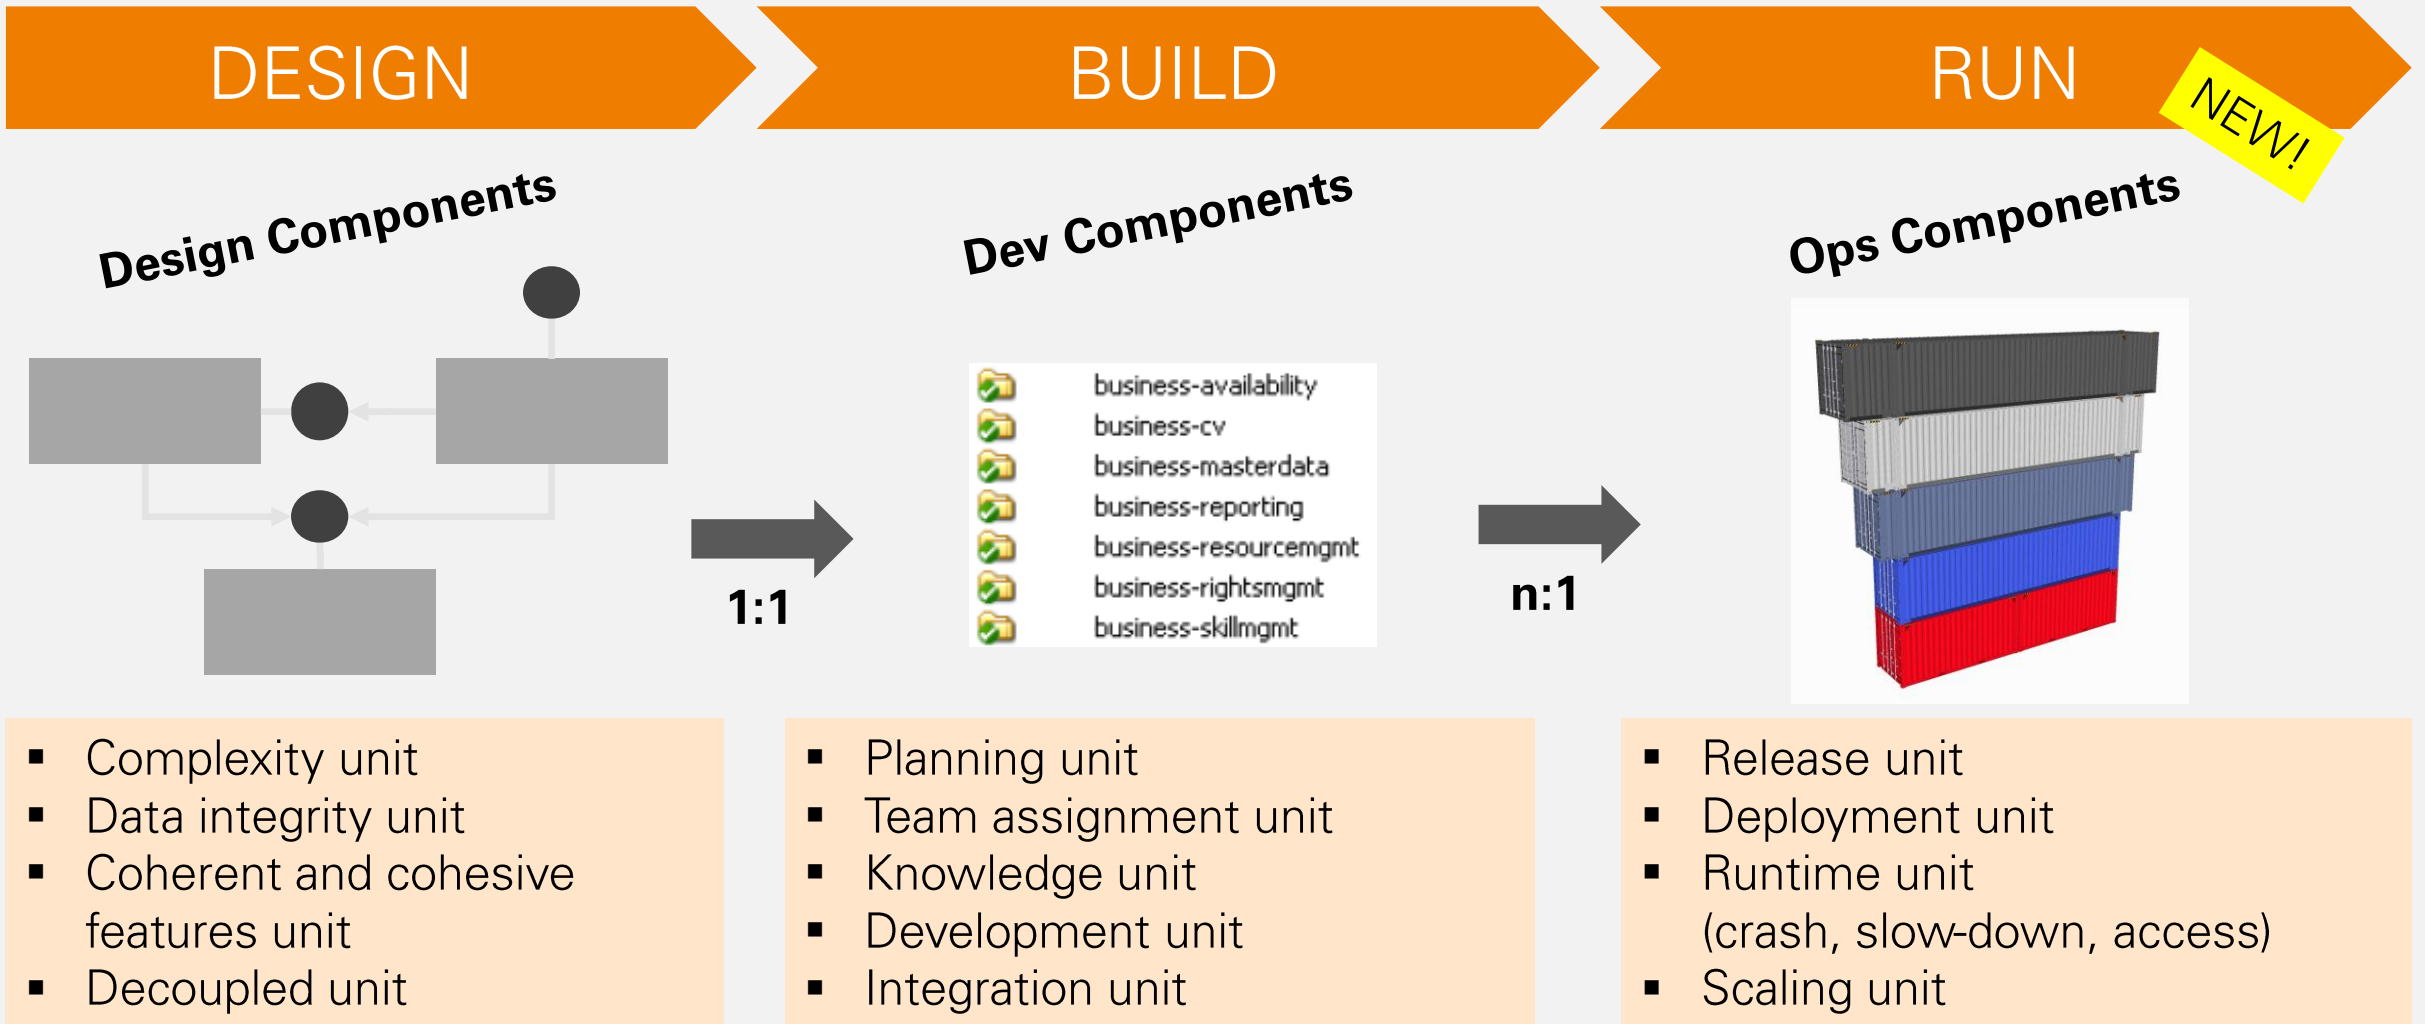 DESIGN
BUILD
RUN
NEW!
Design Components
Dev Components
Ops Components
business-availability
business-cv
business-masterdata
business-reporting
business-resourcemgmt
business-rightsmgmt
business-skillmgmt
1:1
n:1
▪ Complexity unit
▪ Data integrity unit
▪ Coherent and cohesive
features unit
▪ Decoupled unit
▪ Planning unit
▪ Team assignment unit
▪ Knowledge unit
▪ Development unit
▪ Integration unit
▪ Release unit
▪ Deployment unit
▪ Runtime unit
(crash, slow-down, access)
▪ Scaling unit